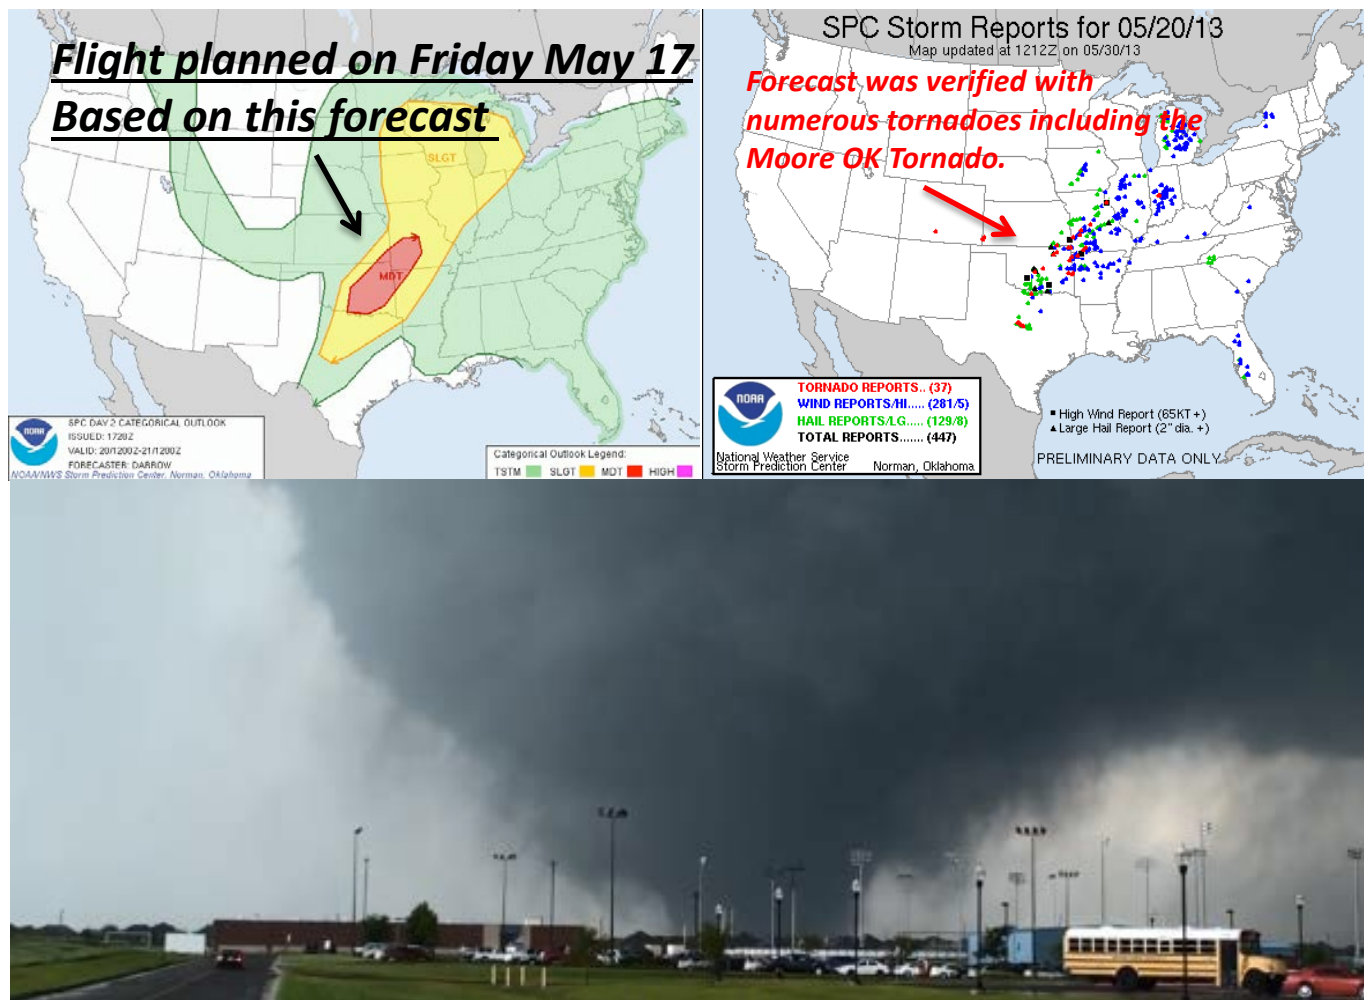 Flight planned on Friday May 17
Based on this forecast
SLGT
MDT
NOAA
SPC DAY 2 CATEGORICAL OUTLOOK
ISSUED: 1728Z
VALID: 20/1200Z-21/1200Z
FORECASTER: DARROW
NOAA/NWS Storm Prediction Center, Norman, Oklahoma
Categorical Outlook Legend:
TSTM SLGT MDT HIGH
SPC Storm Reports for 05/20/13
Map updated at 1212Z on 05/30/13
Forecast was verified with
numerous tornadoes including the
Moore OK Tornado.
NOAA
TORNADO REPORTS.. (37)
WIND REPORTS/HI..... (281/5)
HAIL REPORTS/LG..... (129/8)
TOTAL REPORTS....... (447)
National Weather Service
Storm Prediction Center Norman, Oklahoma
High Wind Report (65KT +)
Large Hail Report (2" dia. +)
PRELIMINARY DATA ONLY